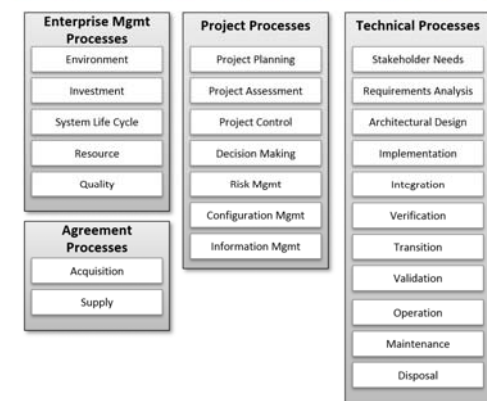 Enterprise Mgmt
Processes
Environment
Investment
System Life Cycle
Resource
Quality
Agreement
Processes
Acquisition
Supply
Project Processes
Project Planning
Project Assessment
Project Control
Decision Making
Risk Mgmt
Configuration Mgmt
Information Mgmt
Technical Processes
Stakeholder Needs
Requirements Analysis
Architectural Design
Implementation
Integration
Verification
Transition
Validation
Operation
Maintenance
Disposal